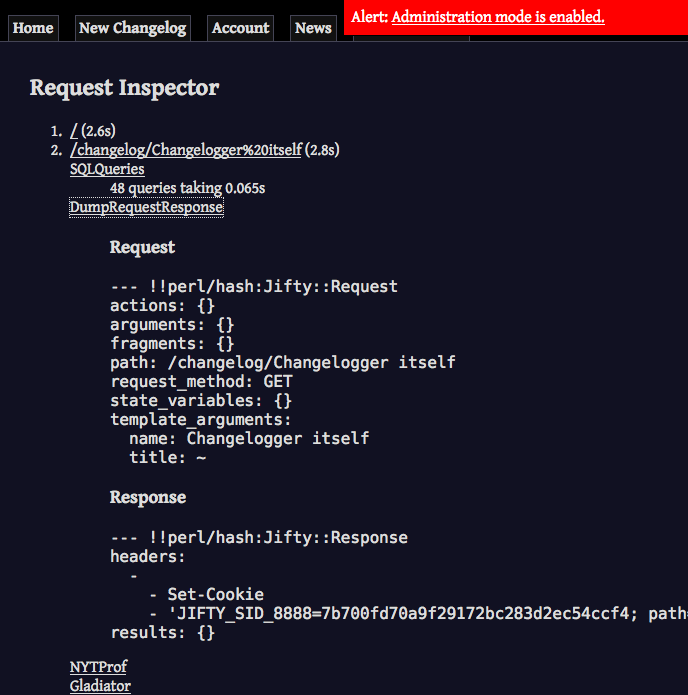 Home New Changelog Account News
Alert: Administration mode is enabled.
Request Inspector
1. / (2.6s)
2. /changelog/Changelogger%20itself (2.8s)
SQLQueries
48 queries taking 0.065s
DumpRequestResponse
Request
--- !!perl/hash:Jifty::Request
actions: {}
arguments: {}
fragments: {}
path: /changelog/Changelogger itself
request_method: GET
state_variables: {}
template_arguments:
  name: Changelogger itself
  title: ~
Response
--- !!perl/hash:Jifty::Response
headers:
  -
    - Set-Cookie
    - 'JIFTY_SID_8888=7b700fd70a9f29172bc283d2ec54ccf4; path=
results: {}
NYTProf
Gladiator